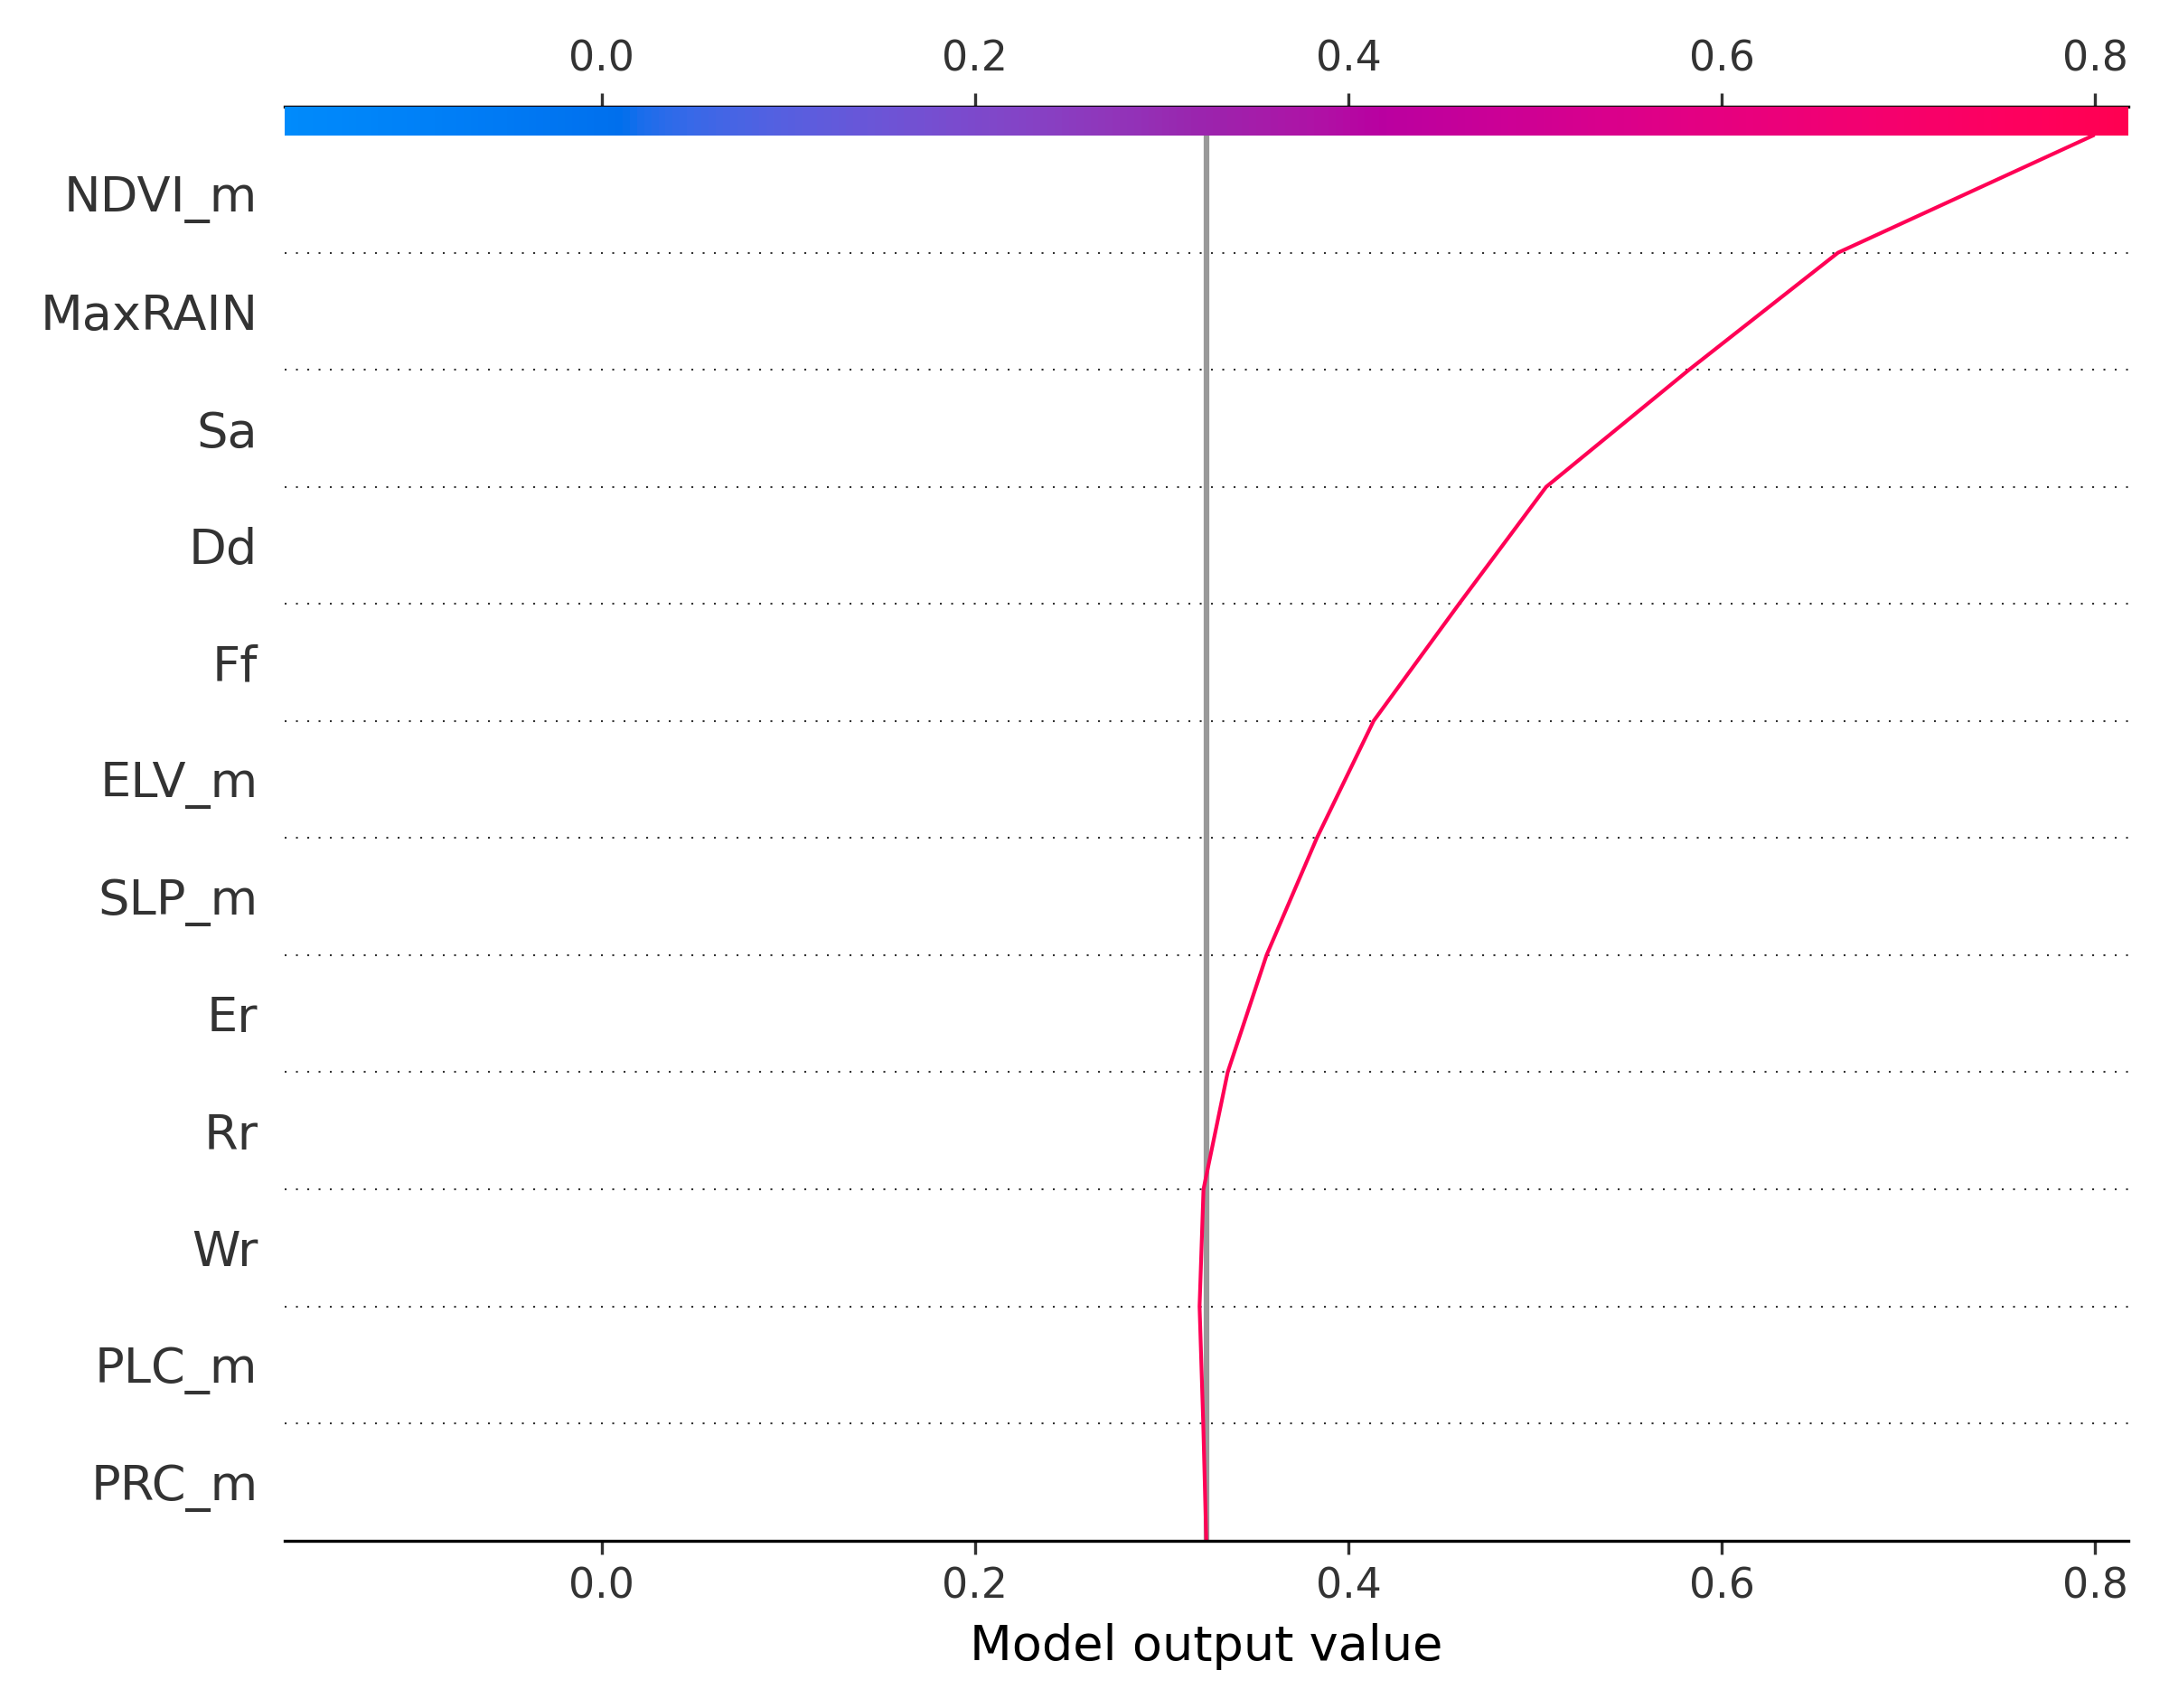 0.0 0.2 0.4 0.6 0.8
NDVI_m
MaxRAIN
Sa
Dd
Ff
ELV_m
SLP_m
Er
Rr
Wr
PLC_m
PRC_m
0.0 0.2 0.4 0.6 0.8
Model output value